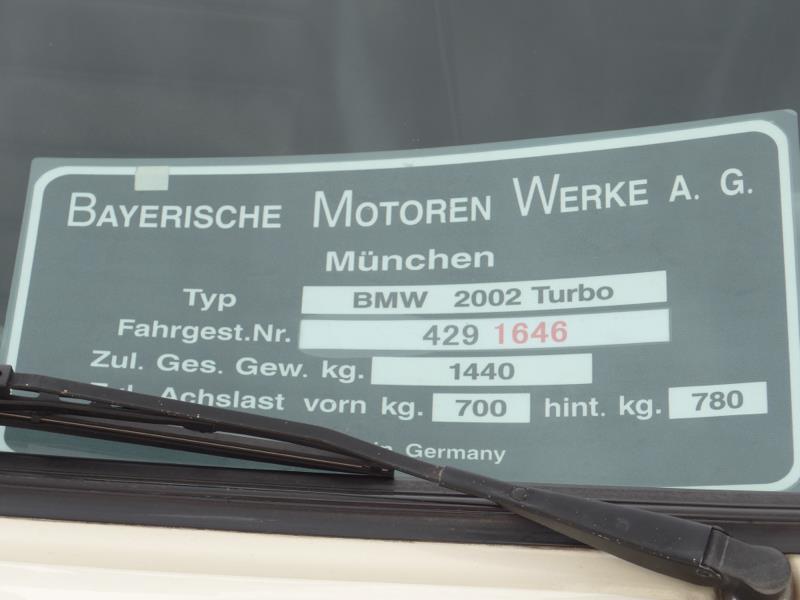 BAYERISCHE MOTOREN WERKE A. G.
München
Typ BMW 2002 Turbo
Fahrgest.Nr. 429 1646
Zul. Ges. Gew. kg. 1440
Achslast vorn kg. 700 hint. kg. 780
Germany